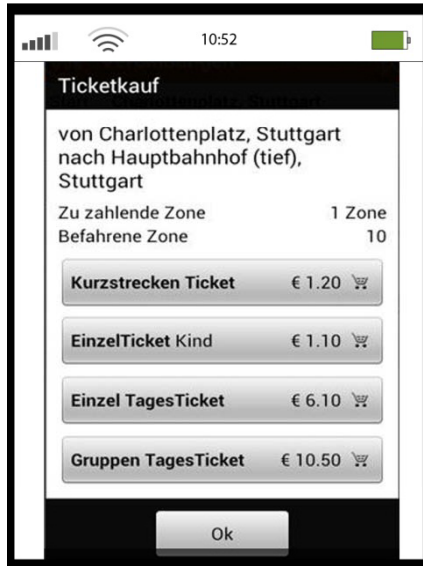 10:52
Ticketkauf
von Charlottenplatz, Stuttgart
nach Hauptbahnhof (tief),
Stuttgart
Zu zahlende Zone 1 Zone
Befahrene Zone 10
Kurzstrecken Ticket € 1.20
EinzelTicket Kind € 1.10
Einzel TagesTicket € 6.10
Gruppen TagesTicket € 10.50
Ok